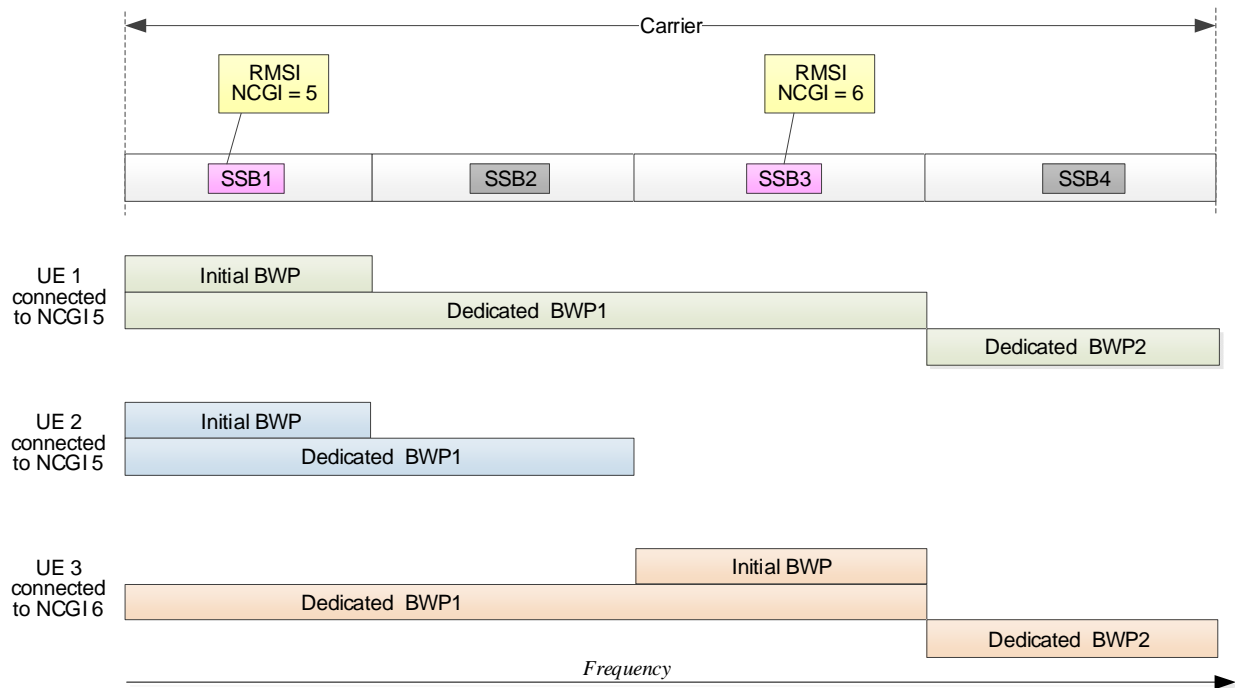 Carrier
RMSI
NCGI = 5
RMSI
NCGI = 6
SSB1
SSB2
SSB3
SSB4
UE 1
connected
to NCGI 5
Initial BWP
Dedicated BWP1
Dedicated BWP2
UE 2
connected
to NCGI 5
Initial BWP
Dedicated BWP1
UE 3
connected
to NCGI 6
Initial BWP
Dedicated BWP1
Dedicated BWP2
Frequency